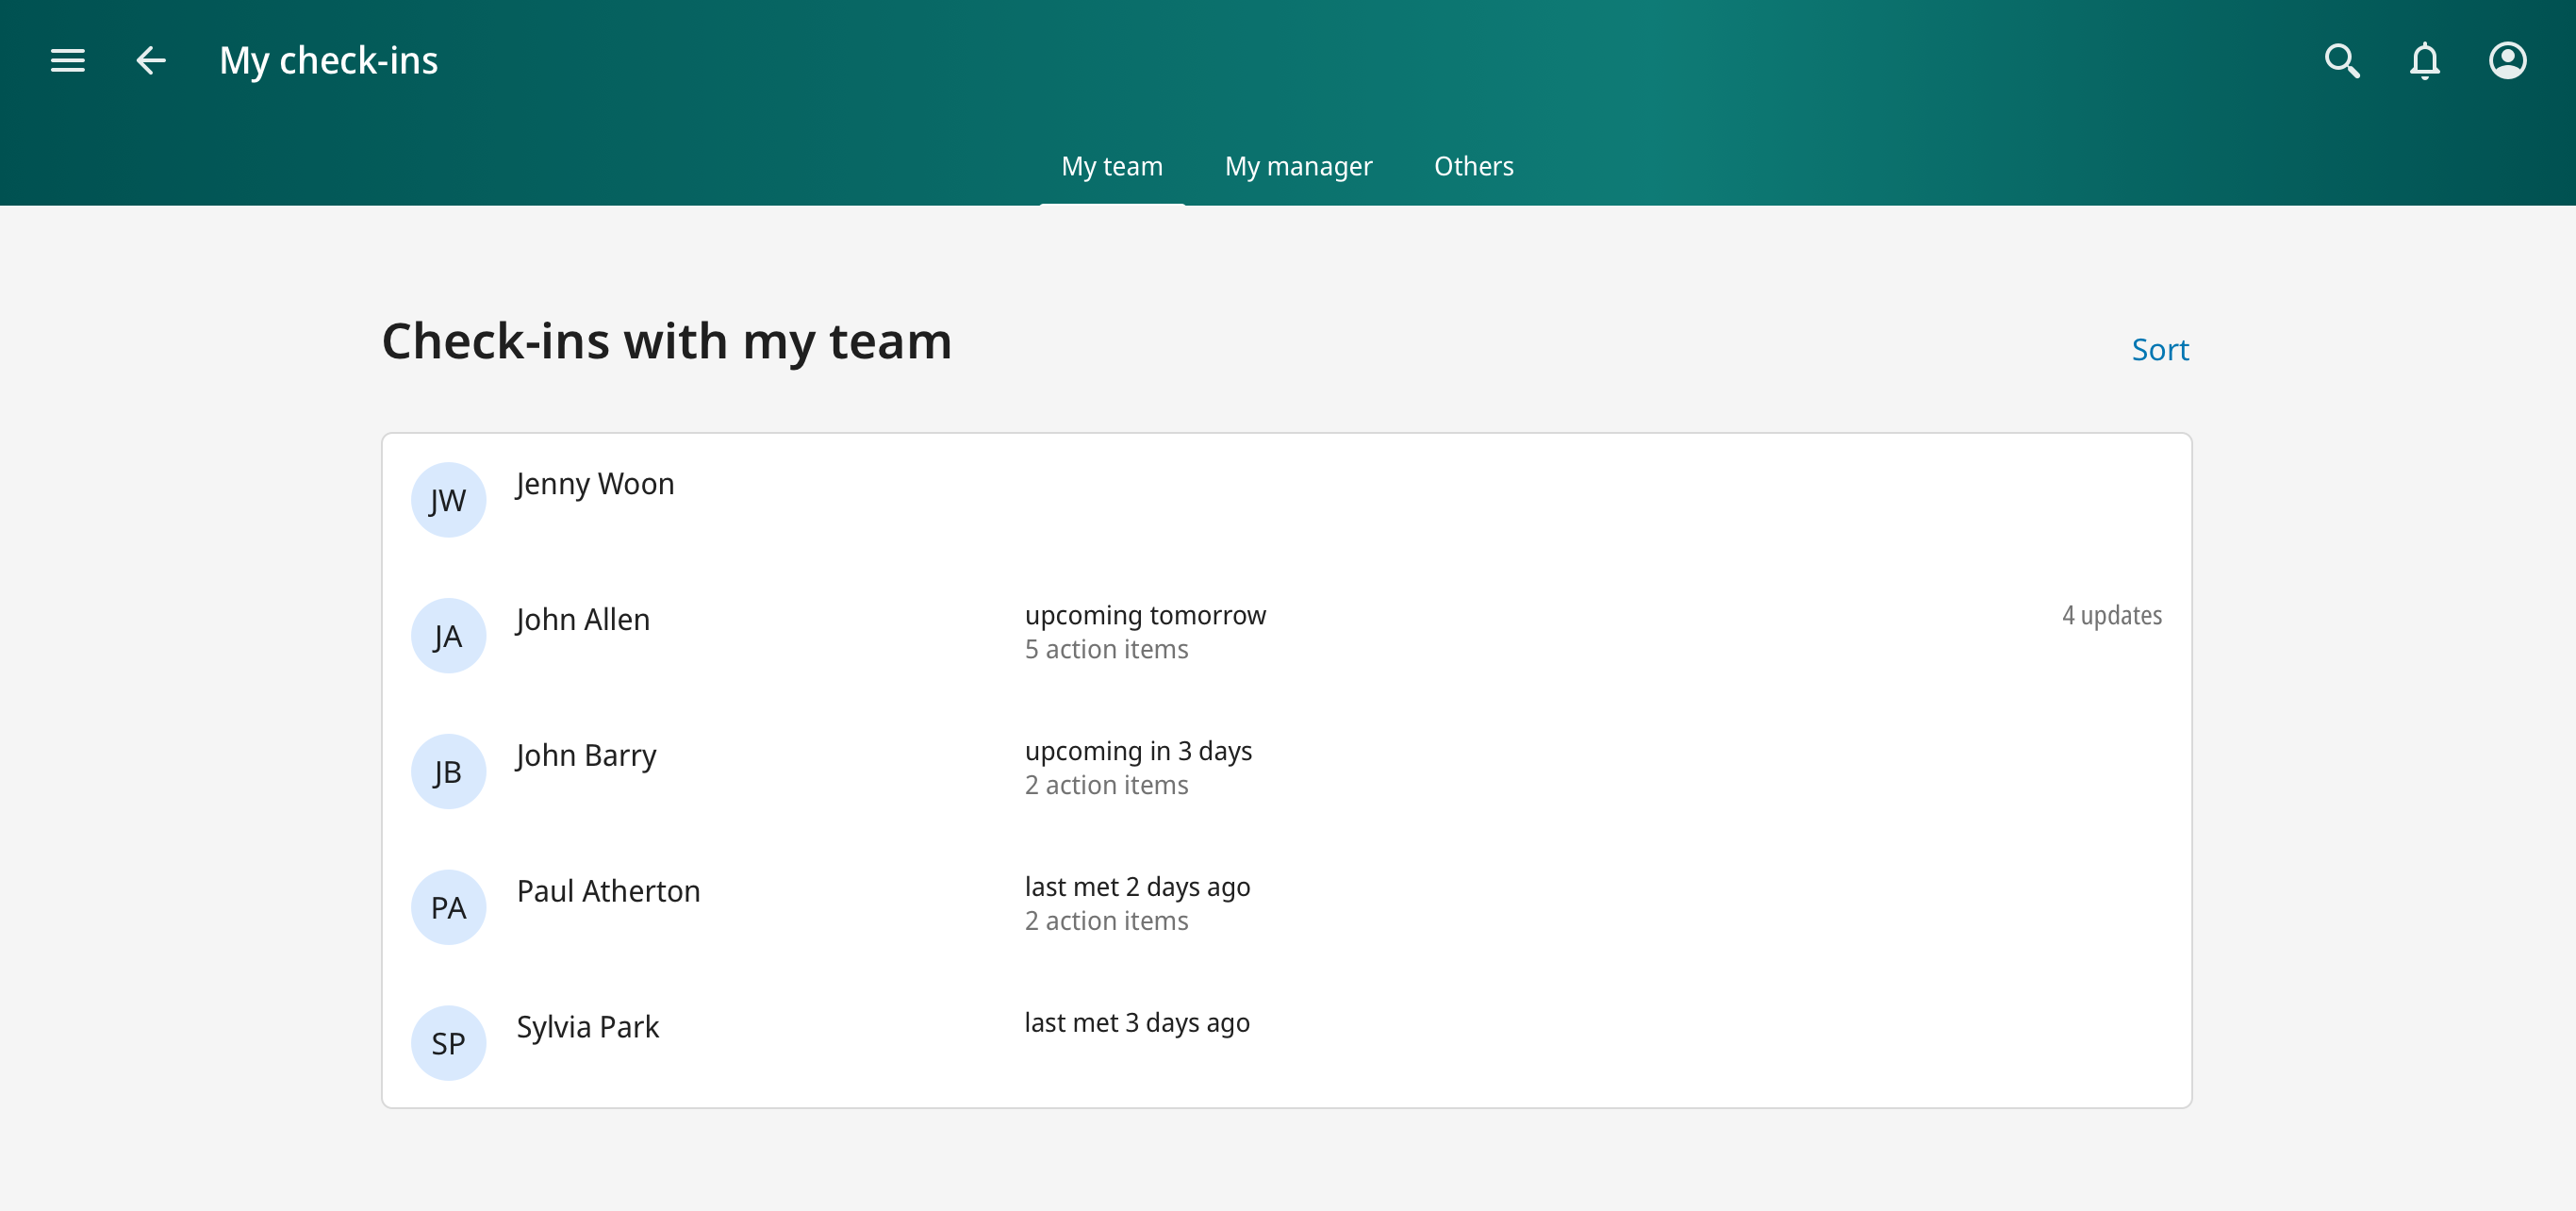 My check-ins
My team
My manager
Others
Check-ins with my team
Sort
JW
Jenny Woon
JA
John Allen
upcoming tomorrow
5 action items
4 updates
JB
John Barry
upcoming in 3 days
2 action items
PA
Paul Atherton
last met 2 days ago
2 action items
SP
Sylvia Park
last met 3 days ago